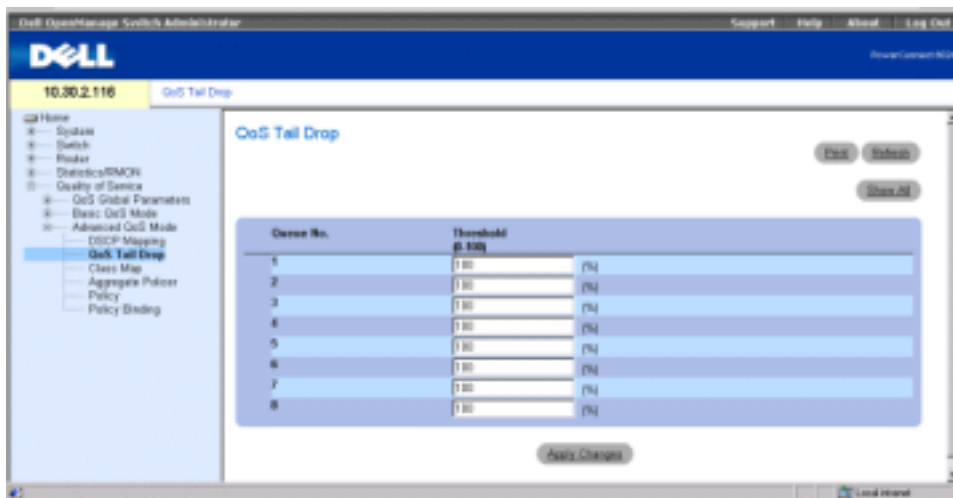 Dell OpenManage Switch Administrator
Support Help About Log Out
DELL
PowerConnect
10.30.2.116
QoS Tail Drop
Home
System
Switch
Router
Statistics/RMON
Quality of Service
QoS Global Parameters
Basic QoS Mode
Advanced QoS Mode
DSCP Mapping
QoS Tail Drop
Class Map
Aggregate Policer
Policy
Policy Binding
QoS Tail Drop
Print Refresh
Show All
Queue No. Threshold
(0-100)
1 100 (%)
2 100 (%)
3 100 (%)
4 100 (%)
5 100 (%)
6 100 (%)
7 100 (%)
8 100 (%)
Apply Changes
Local intranet